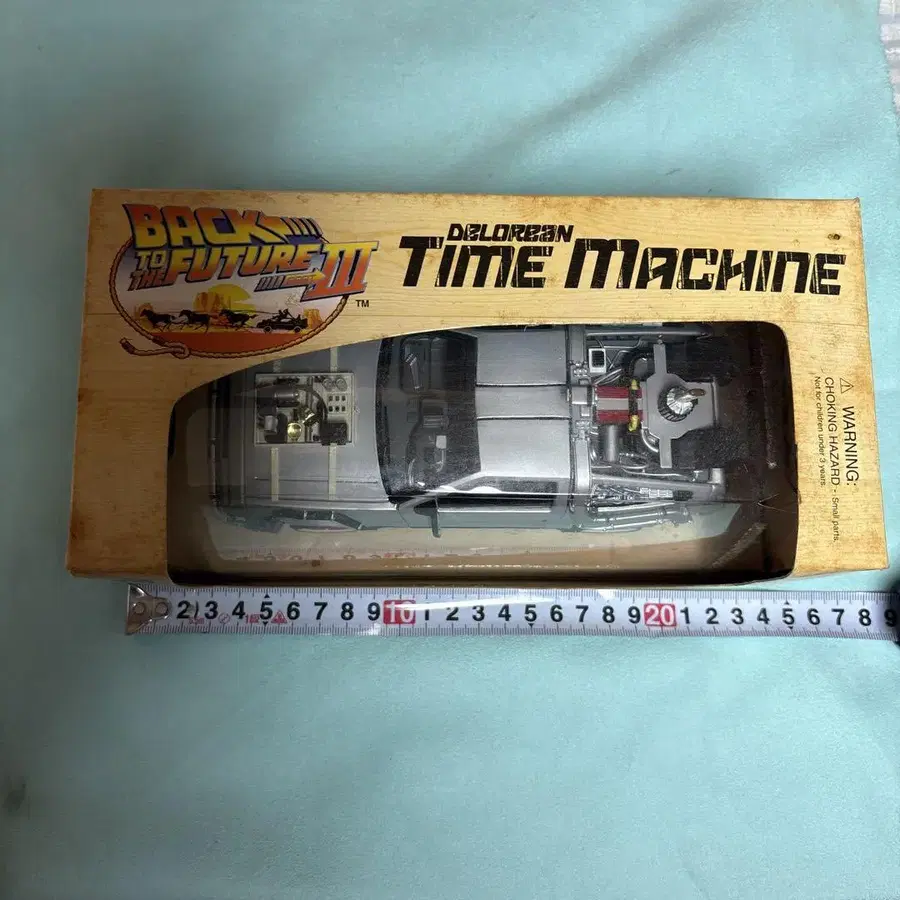 BACK
TO
THE FUTURE
PART III
TM
DELOREAN
TIME MACHINE
⚠ WARNING:
CHOKING HAZARD - Small parts.
Not for children under 3 years.
2 3 4 5 6 7 8 9 10 1 2 3 4 5 6 7 8 9 20 1 2 3 4 5 6 7 8 9